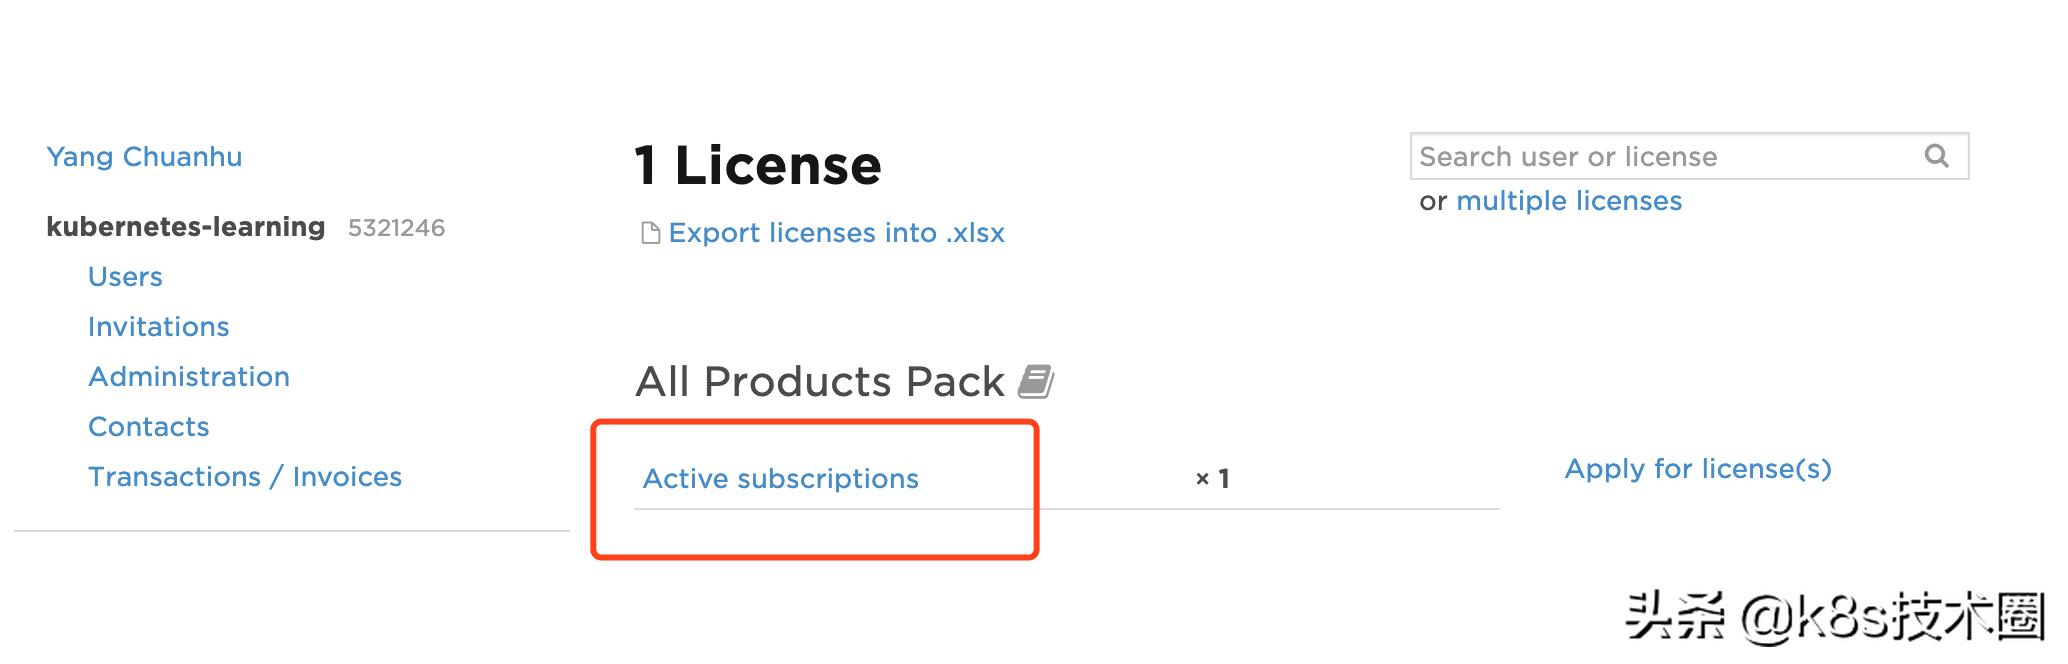 Yang Chuanhu
kubernetes-learning 5321246
Users
Invitations
Administration
Contacts
Transactions / Invoices
1 License
Export licenses into .xlsx
Search user or license
or multiple licenses
All Products Pack
Active subscriptions × 1 Apply for license(s)
头条 @k8s技术圈